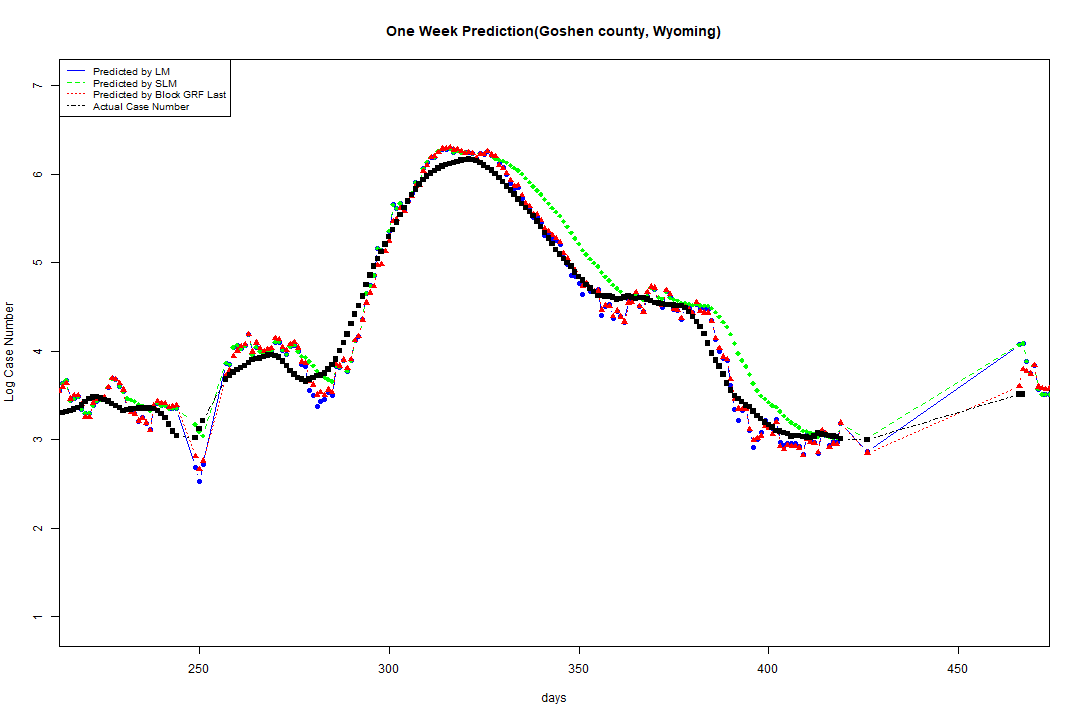 One Week Prediction(Goshen county, Wyoming)
Predicted by LM
Predicted by SLM
Predicted by Block GRF Last
Actual Case Number
Log Case Number
7
6
5
4
3
2
1
250 300 350 400 450
days